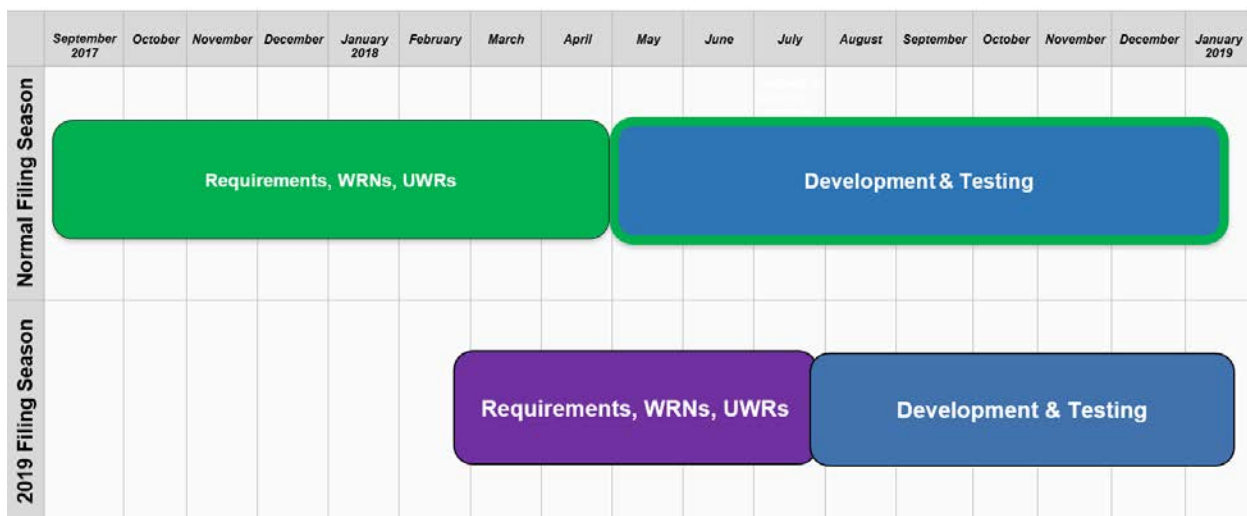 September 2017 October November December January 2018 February March April May June July August September October November December January 2019
Normal Filing Season
Requirements, WRNs, UWRs
Development & Testing
2019 Filing Season
Requirements, WRNs, UWRs
Development & Testing